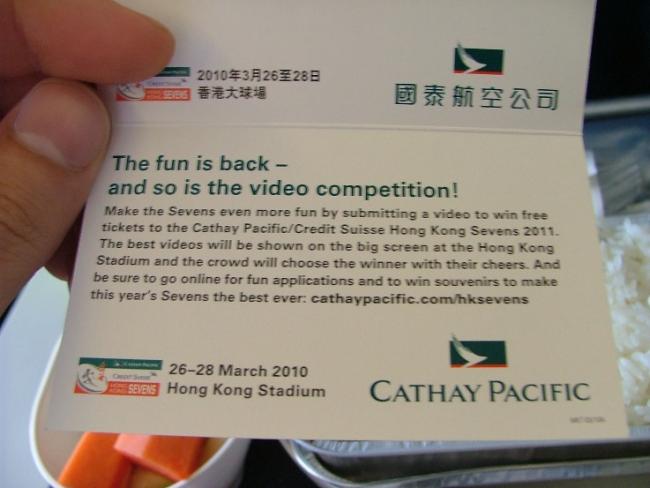 2010年3月26至28日
香港大球場
國泰航空公司
The fun is back –
and so is the video competition!
Make the Sevens even more fun by submitting a video to win free
tickets to the Cathay Pacific/Credit Suisse Hong Kong Sevens 2011.
The best videos will be shown on the big screen at the Hong Kong
Stadium and the crowd will choose the winner with their cheers. And
be sure to go online for fun applications and to win souvenirs to make
this year's Sevens the best ever: cathaypacific.com/hksevens
CREDIT SUISSE
HONG KONG SEVENS
26–28 March 2010
Hong Kong Stadium
CATHAY PACIFIC